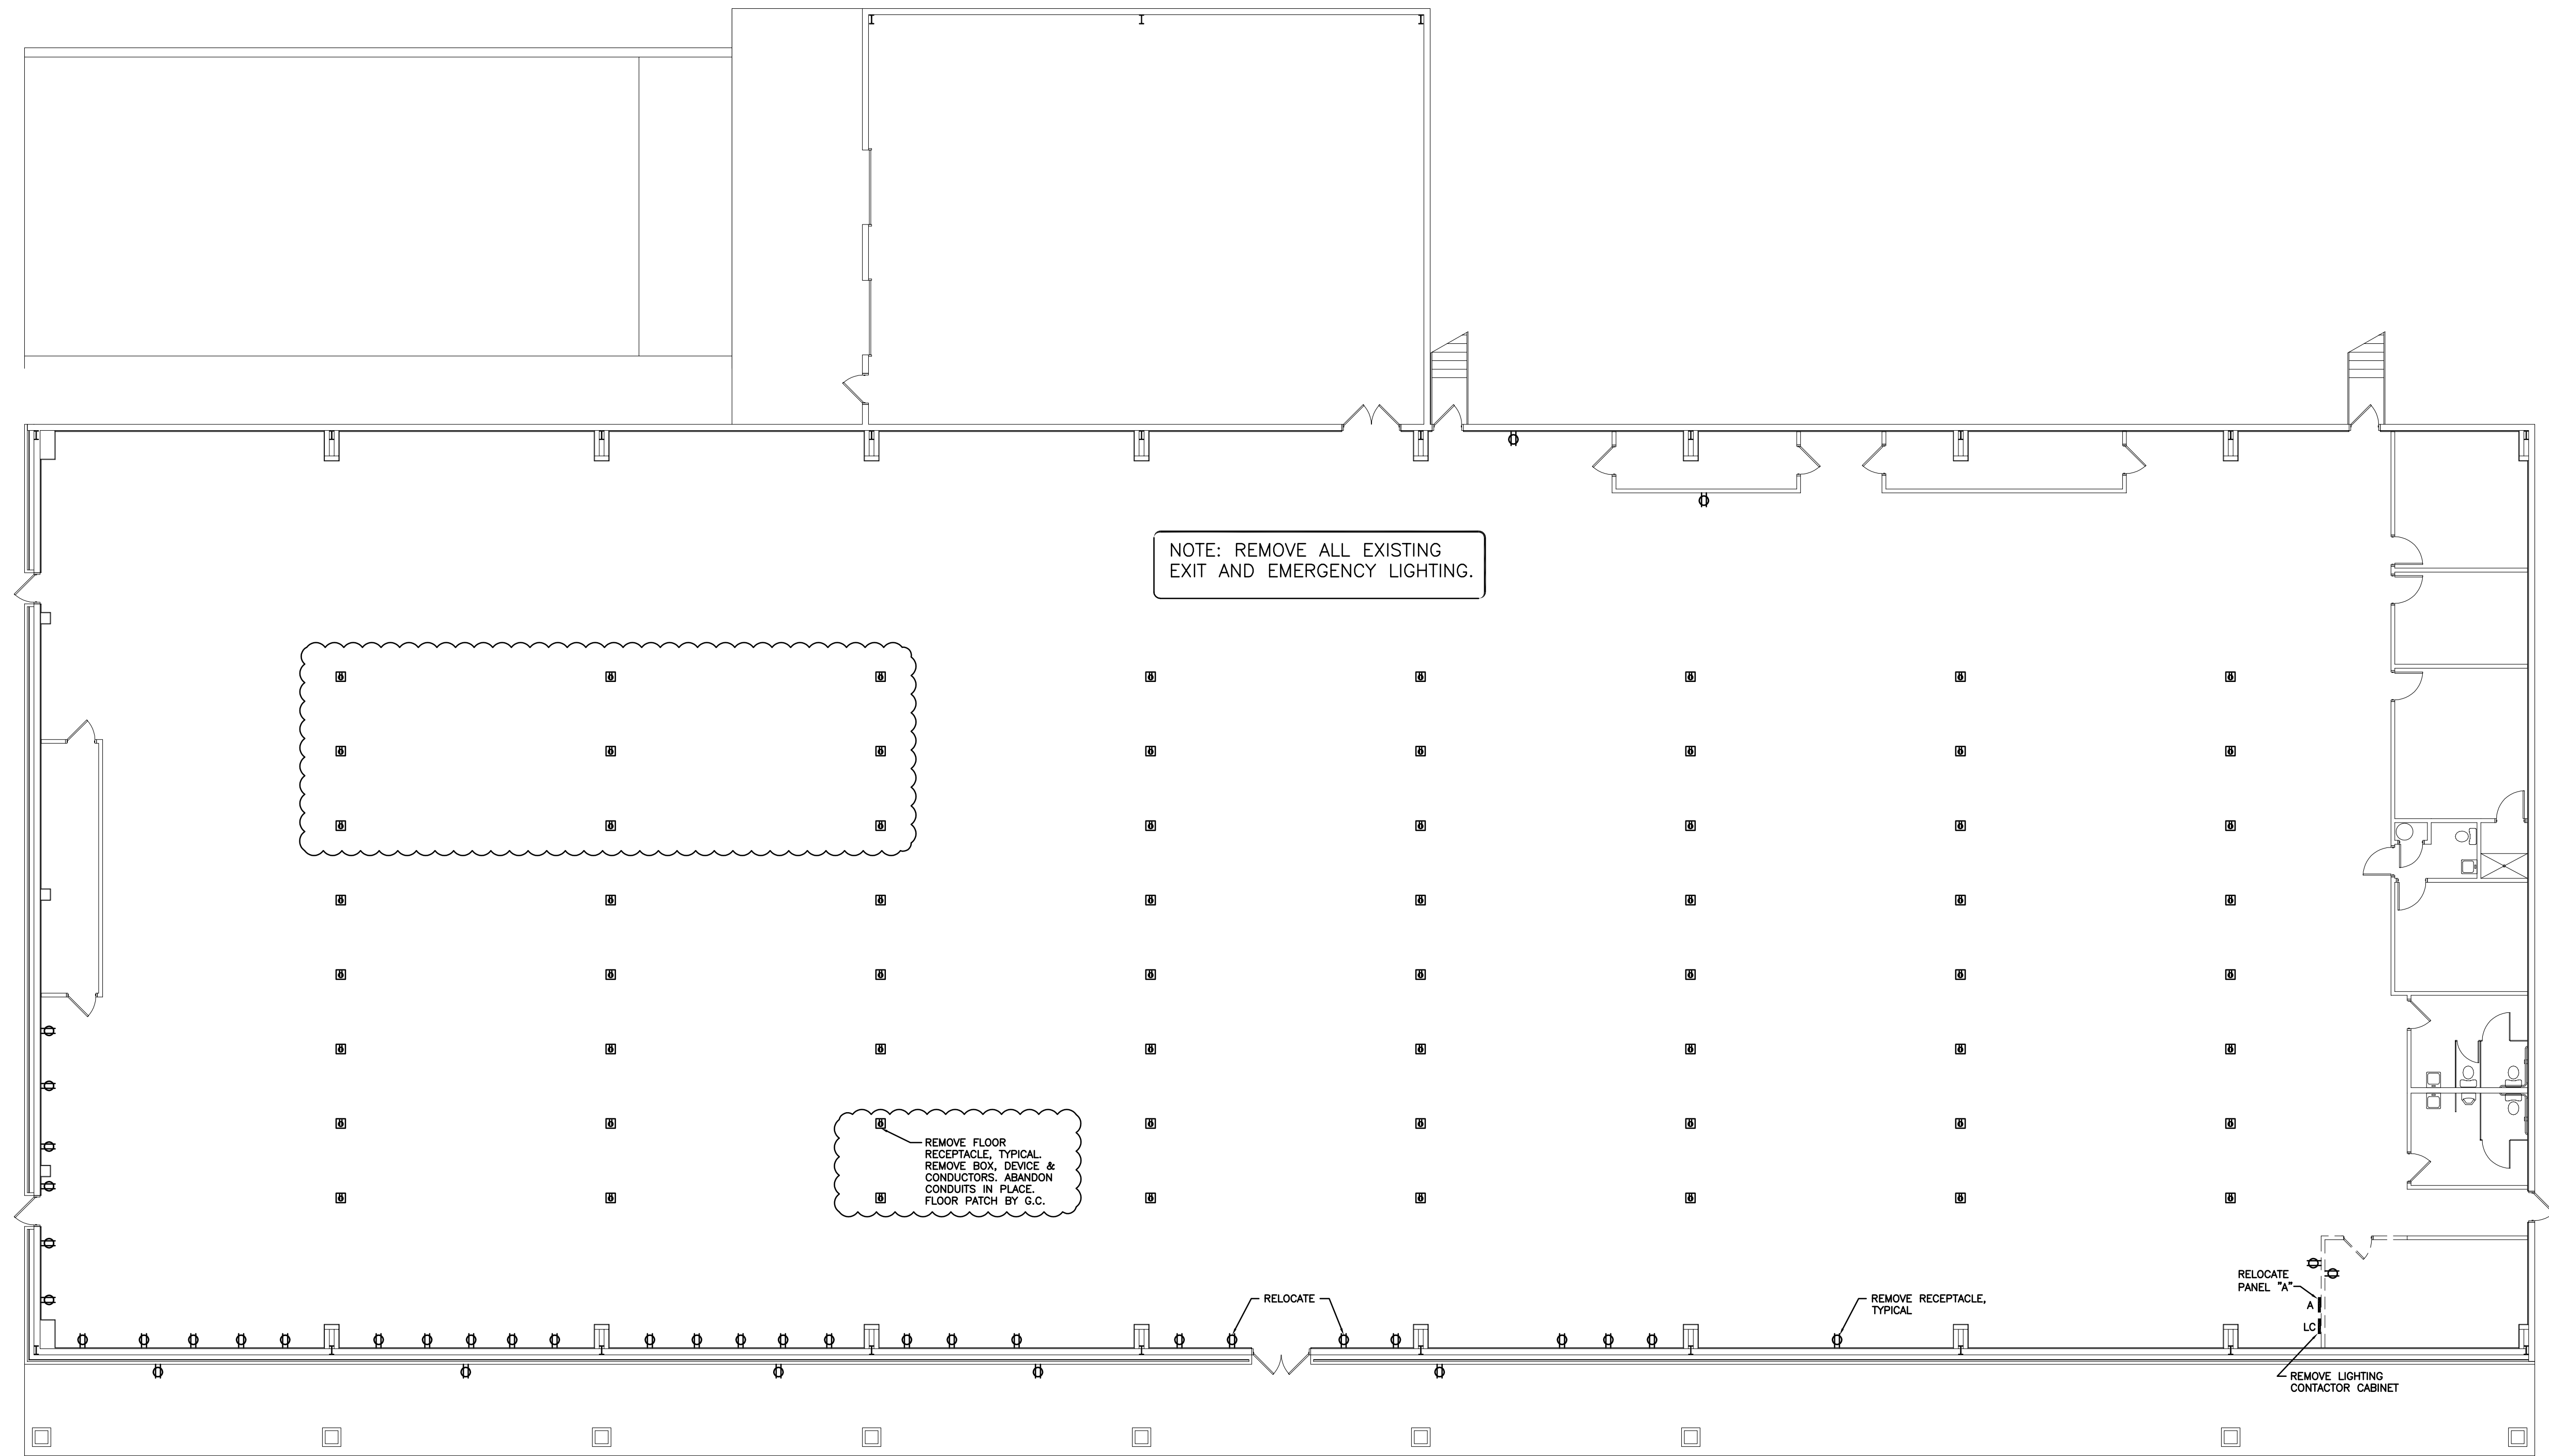 NOTE: REMOVE ALL EXISTING
EXIT AND EMERGENCY LIGHTING.
REMOVE FLOOR
RECEPTACLE, TYPICAL.
REMOVE BOX, DEVICE &
CONDUCTORS. ABANDON
CONDUITS IN PLACE.
FLOOR PATCH BY G.C.
RELOCATE
REMOVE RECEPTACLE,
TYPICAL
RELOCATE
PANEL "A"
A
LC
REMOVE LIGHTING
CONTACTOR CABINET